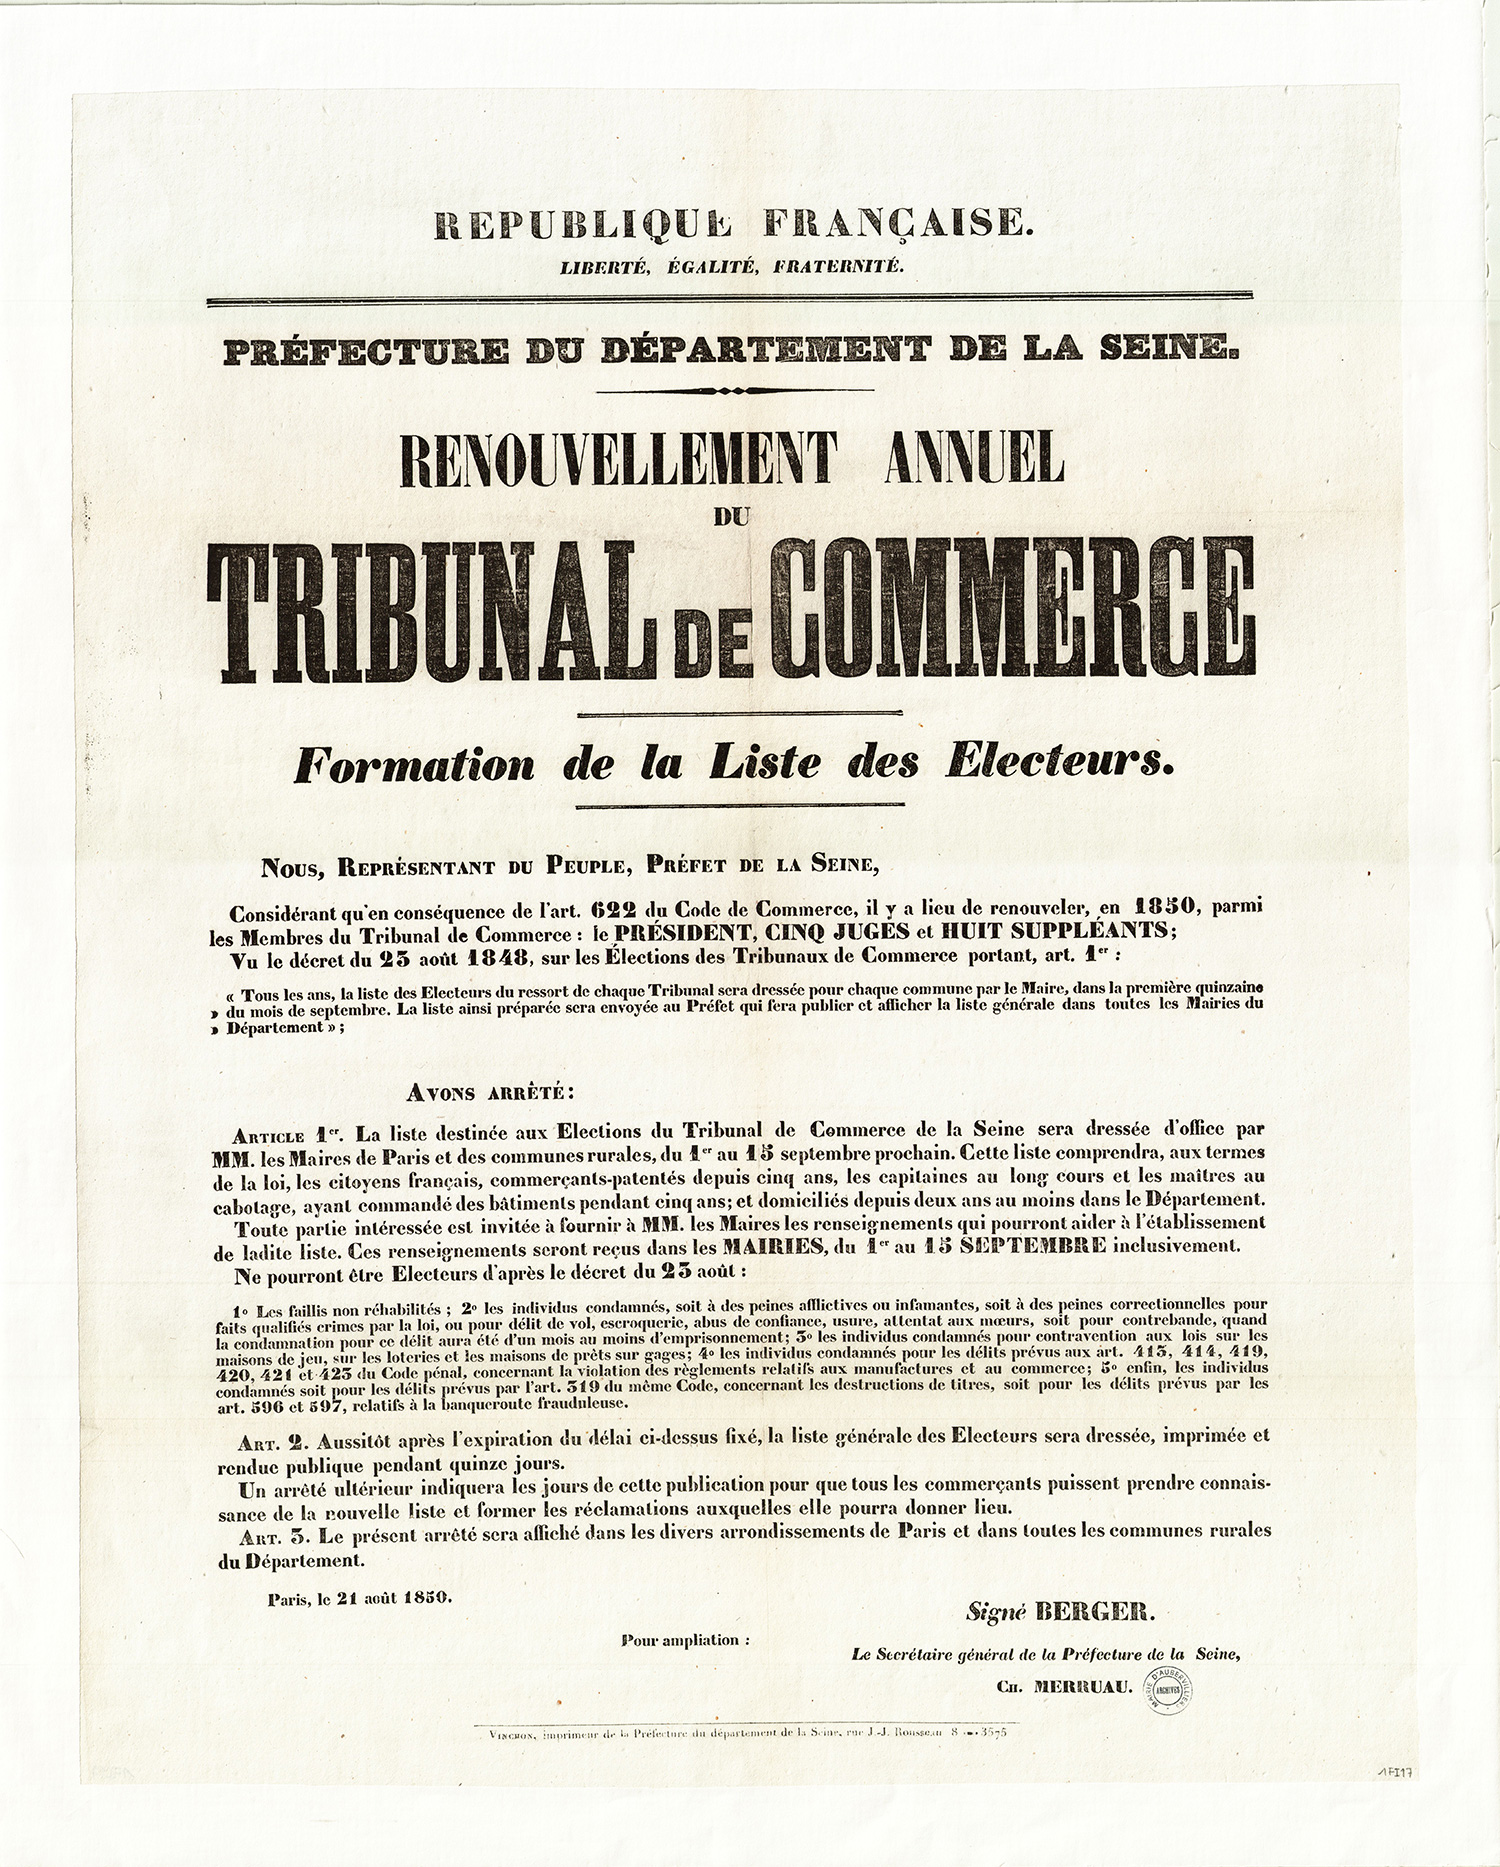 REPUBLIQUE FRANÇAISE.
LIBERTÉ, ÉGALITÉ, FRATERNITÉ.
PRÉFECTURE DU DÉPARTEMENT DE LA SEINE.
RENOUVELLEMENT ANNUEL
DU
TRIBUNAL DE COMMERCE
Formation de la Liste des Electeurs.
Nous, Représentant du Peuple, Préfet de la Seine,
Considérant qu'en conséquence de l'art. 622 du Code de Commerce, il y a lieu de renouveler, en 1850, parmi
les Membres du Tribunal de Commerce : le PRÉSIDENT, CINQ JUGES et HUIT SUPPLÉANTS;
Vu le décret du 23 août 1848, sur les Élections des Tribunaux de Commerce portant, art. 1er :
« Tous les ans, la liste des Electeurs du ressort de chaque Tribunal sera dressée pour chaque commune par le Maire, dans la première quinzaine
» du mois de septembre. La liste ainsi préparée sera envoyée au Préfet qui fera publier et afficher la liste générale dans toutes les Mairies du
» Département » ;
Avons arrêté :
Article 1er. La liste destinée aux Elections du Tribunal de Commerce de la Seine sera dressée d'office par
MM. les Maires de Paris et des communes rurales, du 1er au 15 septembre prochain. Cette liste comprendra, aux termes
de la loi, les citoyens français, commerçants-patentés depuis cinq ans, les capitaines au long cours et les maîtres au
cabotage, ayant commandé des bâtiments pendant cinq ans; et domiciliés depuis deux ans au moins dans le Département.
Toute partie intéressée est invitée à fournir à MM. les Maires les renseignements qui pourront aider à l'établissement
de ladite liste. Ces renseignements seront reçus dans les MAIRIES, du 1er au 15 SEPTEMBRE inclusivement.
Ne pourront être Electeurs d'après le décret du 23 août :
1o Les faillis non réhabilités ; 2o les individus condamnés, soit à des peines afflictives ou infamantes, soit à des peines correctionnelles pour
faits qualifiés crimes par la loi, ou pour délit de vol, escroquerie, abus de confiance, usure, attentat aux mœurs, soit pour contrebande, quand
la condamnation pour ce délit aura été d'un mois au moins d'emprisonnement; 3o les individus condamnés pour contravention aux lois sur les
maisons de jeu, sur les loteries et les maisons de prêts sur gages; 4o les individus condamnés pour les délits prévus aux art. 413, 414, 419,
420, 421 et 423 du Code pénal, concernant la violation des règlements relatifs aux manufactures et au commerce; 5o enfin, les individus
condamnés soit pour les délits prévus par l'art. 319 du même Code, concernant les destructions de titres, soit pour les délits prévus par les
art. 596 et 597, relatifs à la banqueroute frauduleuse.
Art. 2. Aussitôt après l'expiration du délai ci-dessus fixé, la liste générale des Electeurs sera dressée, imprimée et
rendue publique pendant quinze jours.
Un arrêté ultérieur indiquera les jours de cette publication pour que tous les commerçants puissent prendre connais-
sance de la nouvelle liste et former les réclamations auxquelles elle pourra donner lieu.
Art. 3. Le présent arrêté sera affiché dans les divers arrondissements de Paris et dans toutes les communes rurales
du Département.
Paris, le 21 août 1850.
Signé BERGER.
Pour ampliation :
Le Secrétaire général de la Préfecture de la Seine,
Ch. MERRUAU.
MAIRIE D'AUBERVILLIERS
ARCHIVES
Vinchon, imprimeur de la Préfecture du département de la Seine, rue J.-J. Rousseau 8 3575
1FI17